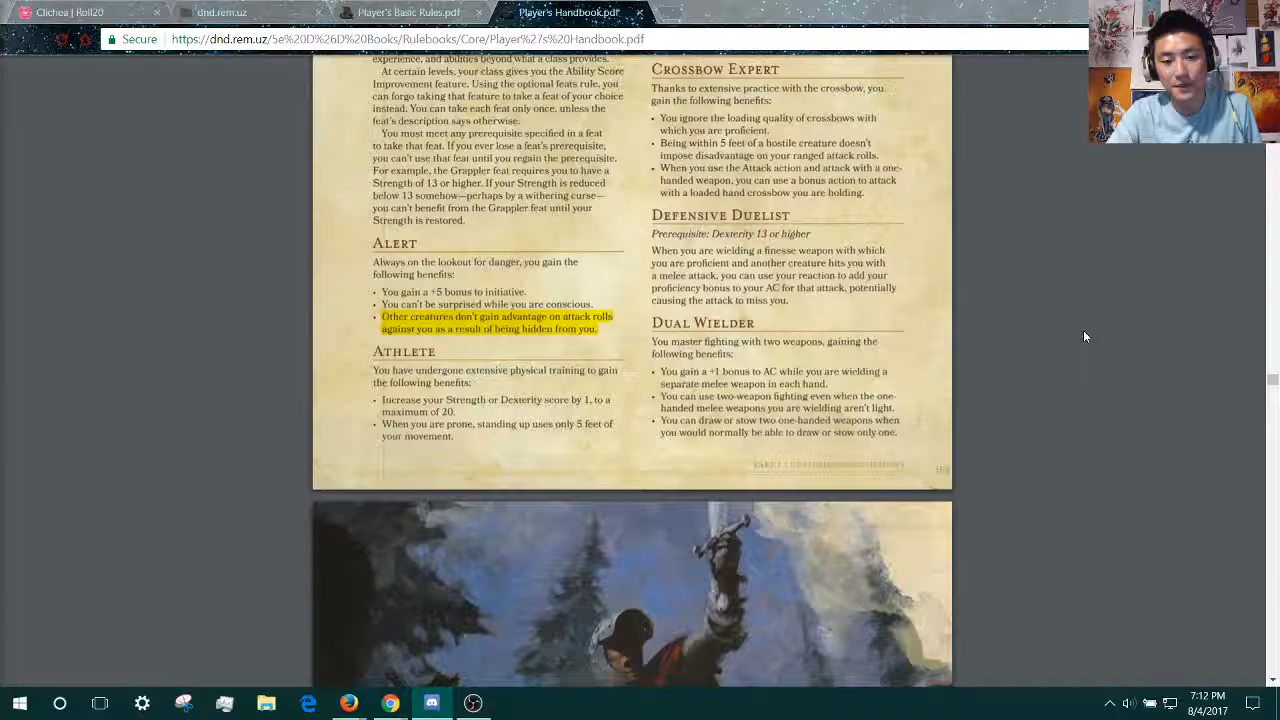 Clichea | Roll20
dnd.rem.uz
Player's Basic Rules.pdf
Player's Handbook.pdf
Secure
https://dnd.rem.uz/5e%20D%26D%20Books/Rulebooks/Core/Player%27s%20Handbook.pdf
experience, and abilities beyond what a class provides.
At certain levels, your class gives you the Ability Score
Improvement feature. Using the optional feats rule, you
can forgo taking that feature to take a feat of your choice
instead. You can take each feat only once, unless the
feat's description says otherwise.
You must meet any prerequisite specified in a feat
to take that feat. If you ever lose a feat's prerequisite,
you can't use that feat until you regain the prerequisite.
For example, the Grappler feat requires you to have a
Strength of 13 or higher. If your Strength is reduced
below 13 somehow—perhaps by a withering curse—
you can't benefit from the Grappler feat until your
Strength is restored.
ALERT
Always on the lookout for danger, you gain the
following benefits:
• You gain a +5 bonus to initiative.
• You can't be surprised while you are conscious.
• Other creatures don't gain advantage on attack rolls
against you as a result of being hidden from you.
ATHLETE
You have undergone extensive physical training to gain
the following benefits:
• Increase your Strength or Dexterity score by 1, to a
maximum of 20.
• When you are prone, standing up uses only 5 feet of
your movement.
CROSSBOW EXPERT
Thanks to extensive practice with the crossbow, you
gain the following benefits:
• You ignore the loading quality of crossbows with
which you are proficient.
• Being within 5 feet of a hostile creature doesn't
impose disadvantage on your ranged attack rolls.
• When you use the Attack action and attack with a one-
handed weapon, you can use a bonus action to attack
with a loaded hand crossbow you are holding.
DEFENSIVE DUELIST
Prerequisite: Dexterity 13 or higher
When you are wielding a finesse weapon with which
you are proficient and another creature hits you with
a melee attack, you can use your reaction to add your
proficiency bonus to your AC for that attack, potentially
causing the attack to miss you.
DUAL WIELDER
You master fighting with two weapons, gaining the
following benefits:
• You gain a +1 bonus to AC while you are wielding a
separate melee weapon in each hand.
• You can use two-weapon fighting even when the one-
handed melee weapons you are wielding aren't light.
• You can draw or stow two one-handed weapons when
you would normally be able to draw or stow only one.
7:12 PM
8/4/2017